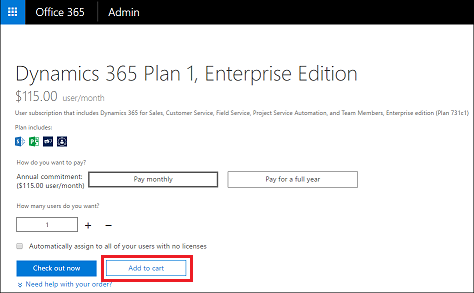 Office 365 Admin
Dynamics 365 Plan 1, Enterprise Edition
$115.00 user/month
User subscription that includes Dynamics 365 for Sales, Customer Service, Field Service, Project Service Automation, and Team Members, Enterprise edition (Plan 731c1)
Plan includes:
How do you want to pay?
Annual commitment:
($115.00 user/month)
Pay monthly
Pay for a full year
How many users do you want?
1 + −
Automatically assign to all of your users with no licenses
Check out now
Add to cart
Need help with your order?